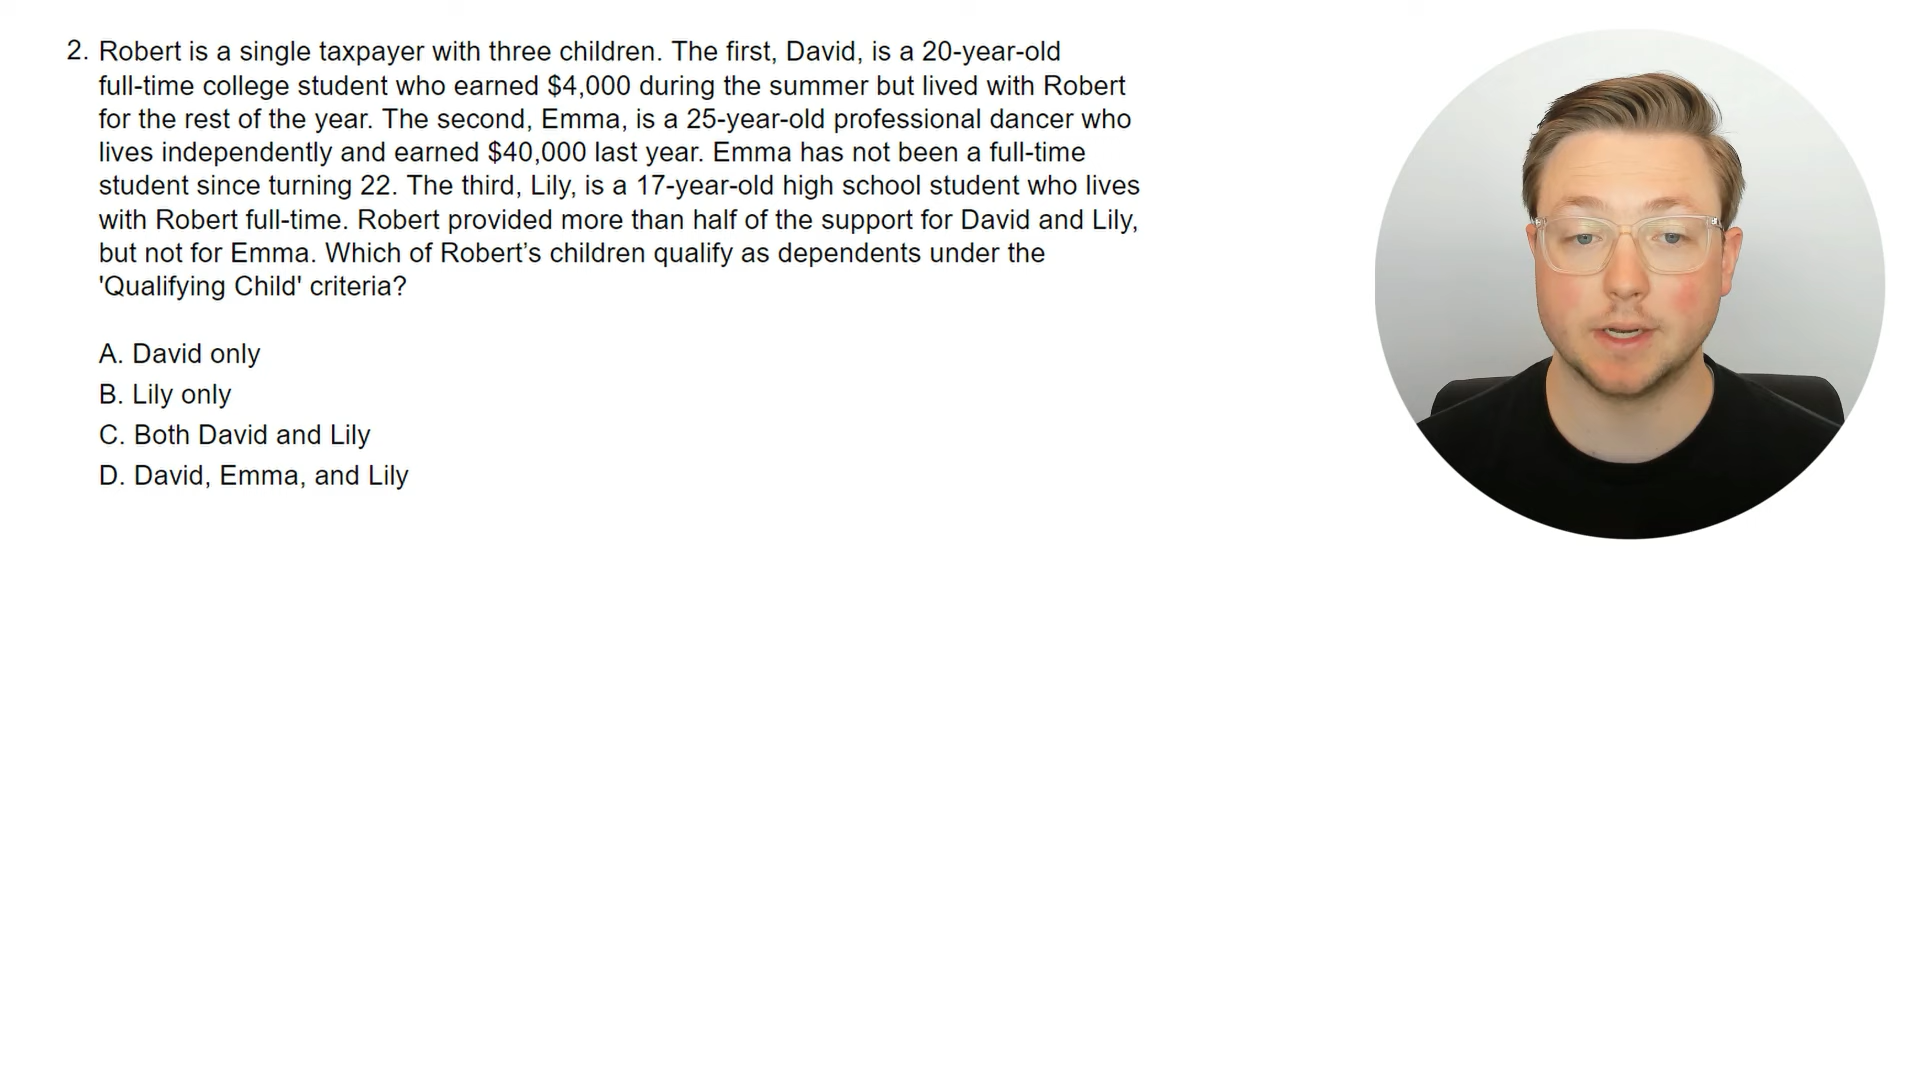 2. Robert is a single taxpayer with three children. The first, David, is a 20-year-old
full-time college student who earned $4,000 during the summer but lived with Robert
for the rest of the year. The second, Emma, is a 25-year-old professional dancer who
lives independently and earned $40,000 last year. Emma has not been a full-time
student since turning 22. The third, Lily, is a 17-year-old high school student who lives
with Robert full-time. Robert provided more than half of the support for David and Lily,
but not for Emma. Which of Robert’s children qualify as dependents under the
'Qualifying Child' criteria?
A. David only
B. Lily only
C. Both David and Lily
D. David, Emma, and Lily